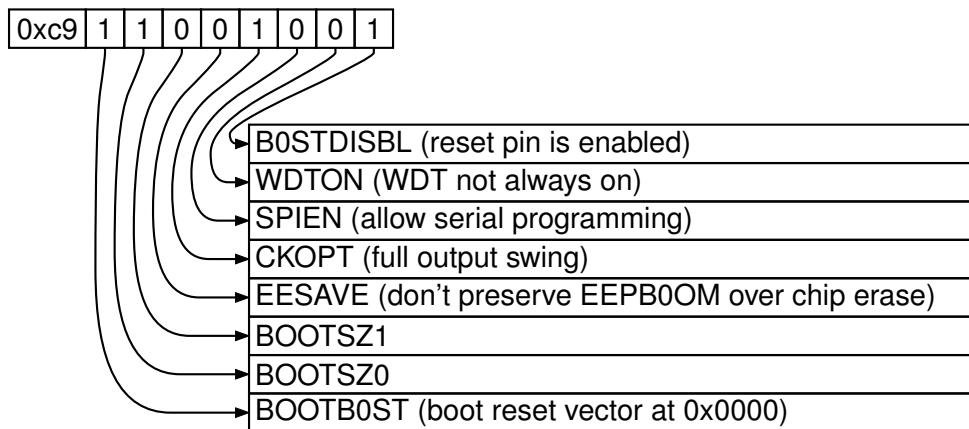 0xc9 1 1 0 0 1 0 0 1
B0STDISBL (reset pin is enabled)
WDTON (WDT not always on)
SPIEN (allow serial programming)
CKOPT (full output swing)
EESAVE (don't preserve EEPB0OM over chip erase)
BOOTSZ1
BOOTSZ0
BOOTB0ST (boot reset vector at 0x0000)